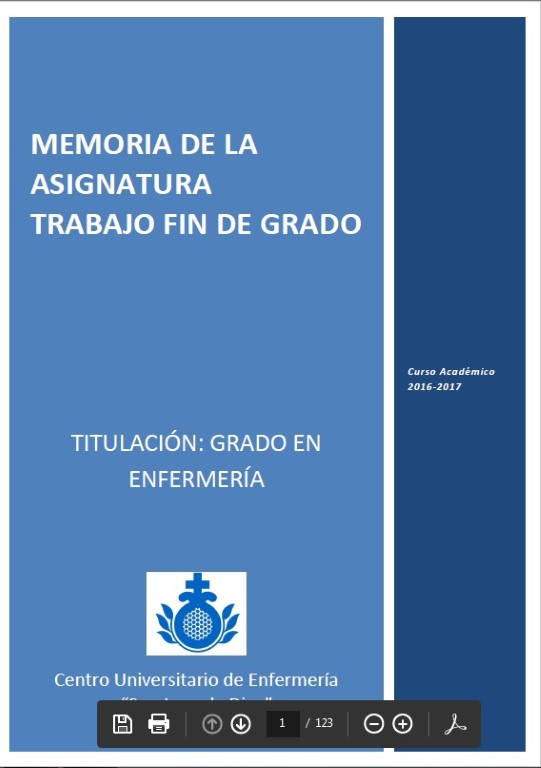 MEMORIA DE LA
ASIGNATURA
TRABAJO FIN DE GRADO
Curso Académico
2016-2017
TITULACIÓN: GRADO EN
ENFERMERÍA
Centro Universitario de Enfermería
1 / 123